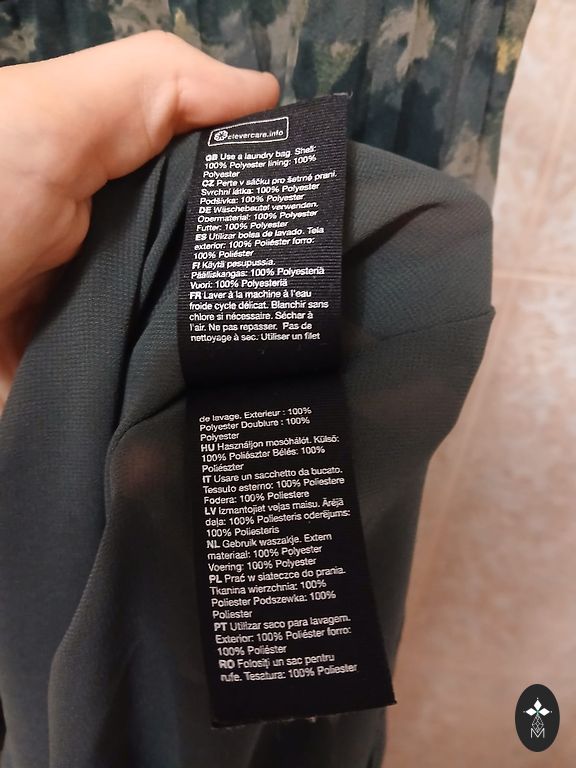 clevercare.info
GB Use a laundry bag. Shell:
100% Polyester lining: 100%
Polyester
CZ Perte v sáčku pro šetrné praní.
Svrchní látka: 100% Polyester
Podšívka: 100% Polyester
DE Wäschebeutel verwenden.
Obermaterial: 100% Polyester
Futter: 100% Polyester
ES Utilizar bolsa de lavado. Tela
exterior: 100% Poliéster forro:
100% Poliéster
FI Käytä pesupussia.
Päällikangas: 100% Polyesteriä
Vuori: 100% Polyesteriä
FR Laver à la machine à l'eau
froide cycle délicat. Blanchir sans
chlore si nécessaire. Sécher à
l'air. Ne pas repasser. Pas de
nettoyage à sec. Utiliser un filet
de lavage. Exterieur : 100%
Polyester Doublure : 100%
Polyester
HU Használjon mosóhálót. Külső:
100% Poliészter Bélés: 100%
Poliészter
IT Usare un sacchetto da bucato.
Tessuto esterno: 100% Poliestere
Fodera: 100% Poliestere
LV Izmantojiet veļas maisu. Ārējā
daļa: 100% Poliesteris oderējums:
100% Poliesteris
NL Gebruik waszakje. Extern
materiaal: 100% Polyester
Voering: 100% Polyester
PL Prać w siateczce do prania.
Tkanina wierzchnia: 100%
Poliester Podszewka: 100%
Poliester
PT Utilizar saco para lavagem.
Exterior: 100% Poliéster forro:
100% Poliéster
RO Folosiți un sac pentru
rufe. Tesatura: 100% Poliester
M